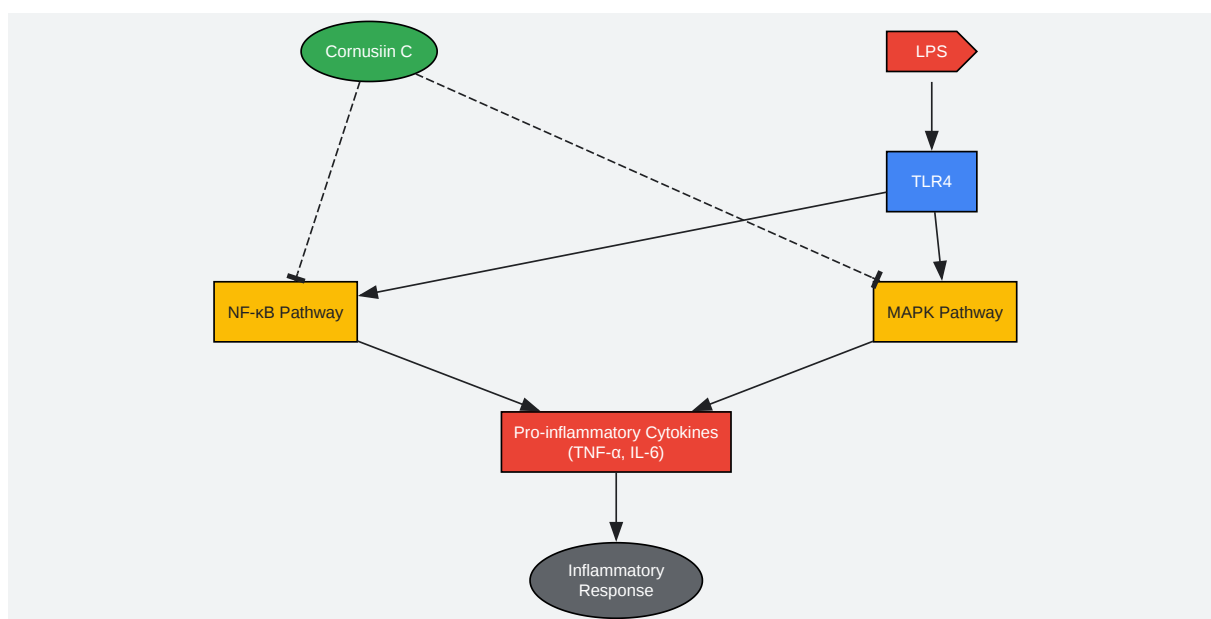 Cornusiin C
LPS
TLR4
NF-κB Pathway
MAPK Pathway
Pro-inflammatory Cytokines
(TNF-α, IL-6)
Inflammatory
Response